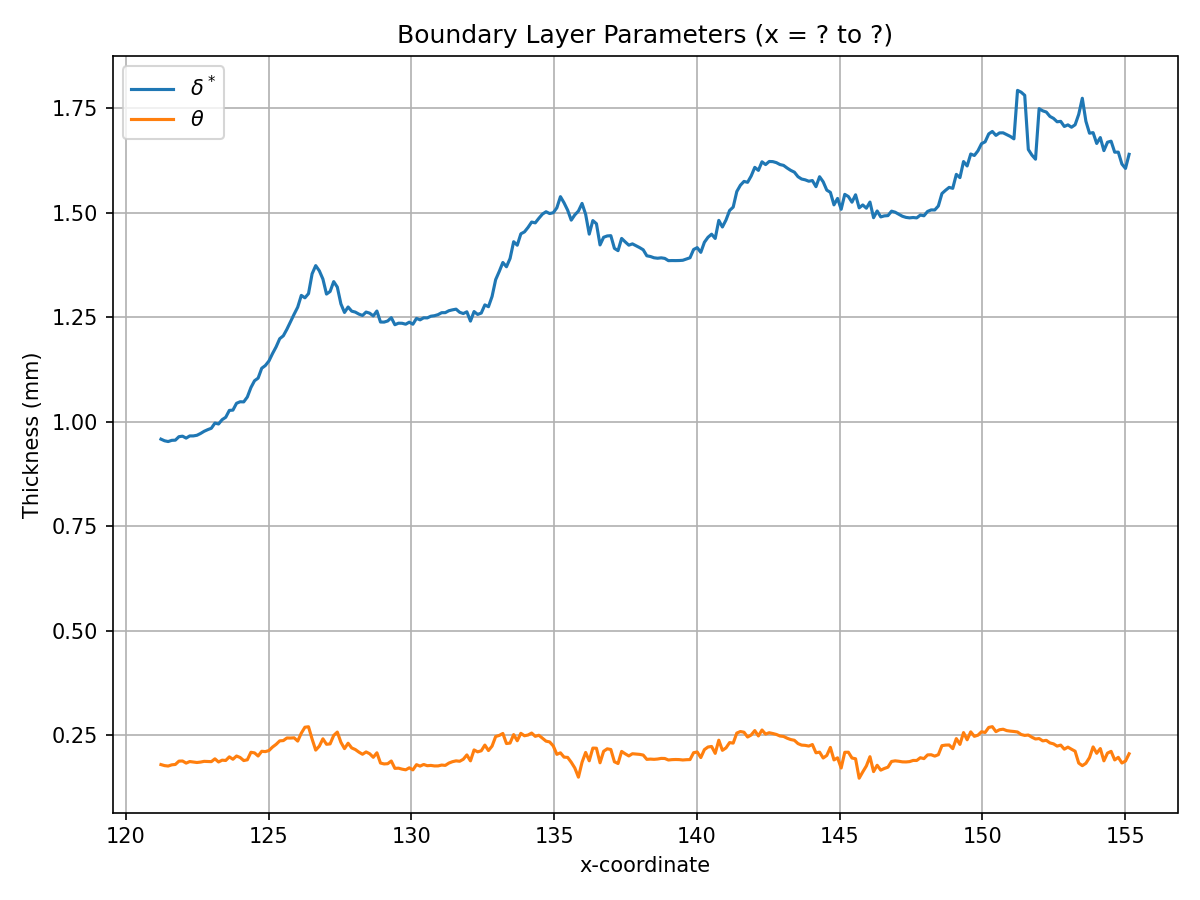 Boundary Layer Parameters (x = ? to ?)
δ*
θ
Thickness (mm)
1.75
1.50
1.25
1.00
0.75
0.50
0.25
120 125 130 135 140 145 150 155
x-coordinate